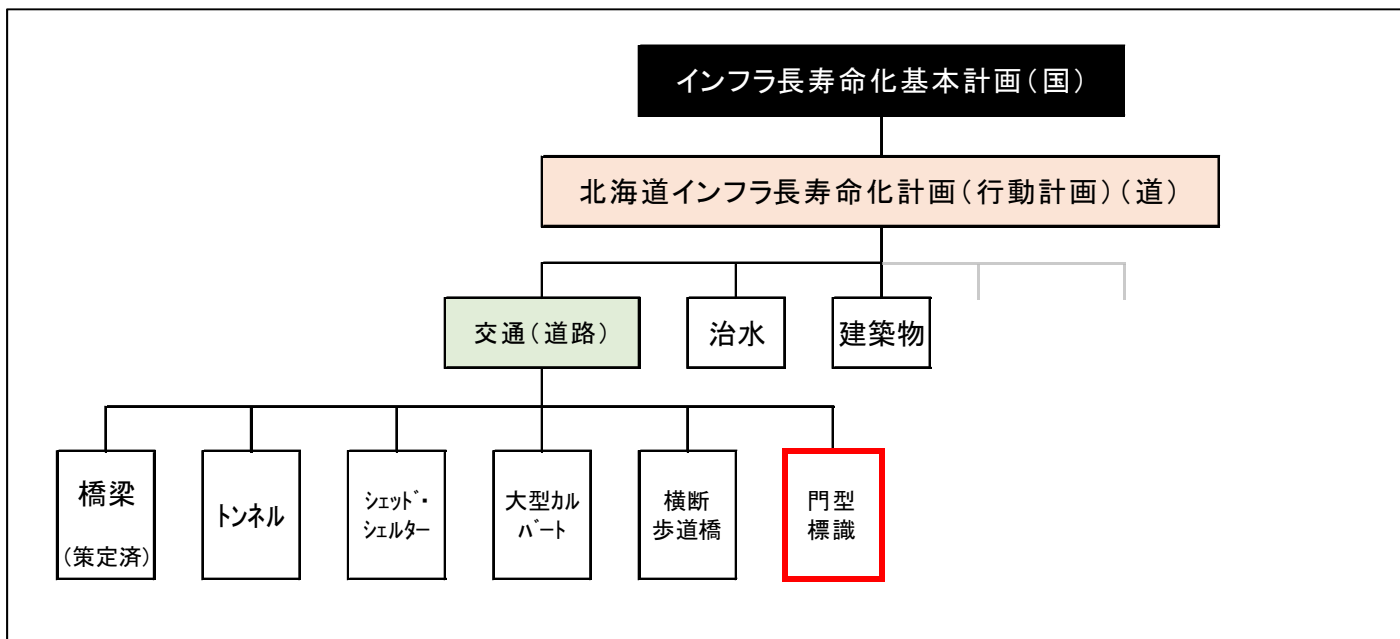 インフラ長寿命化基本計画(国)
北海道インフラ長寿命化計画(行動計画)(道)
交通(道路)
治水
建築物
橋梁
(策定済)
トンネル
ｼｪｯﾄﾞ・
ｼｪﾙﾀｰ
大型ｶﾙ
ﾊﾞｰﾄ
横断
歩道橋
門型
標識